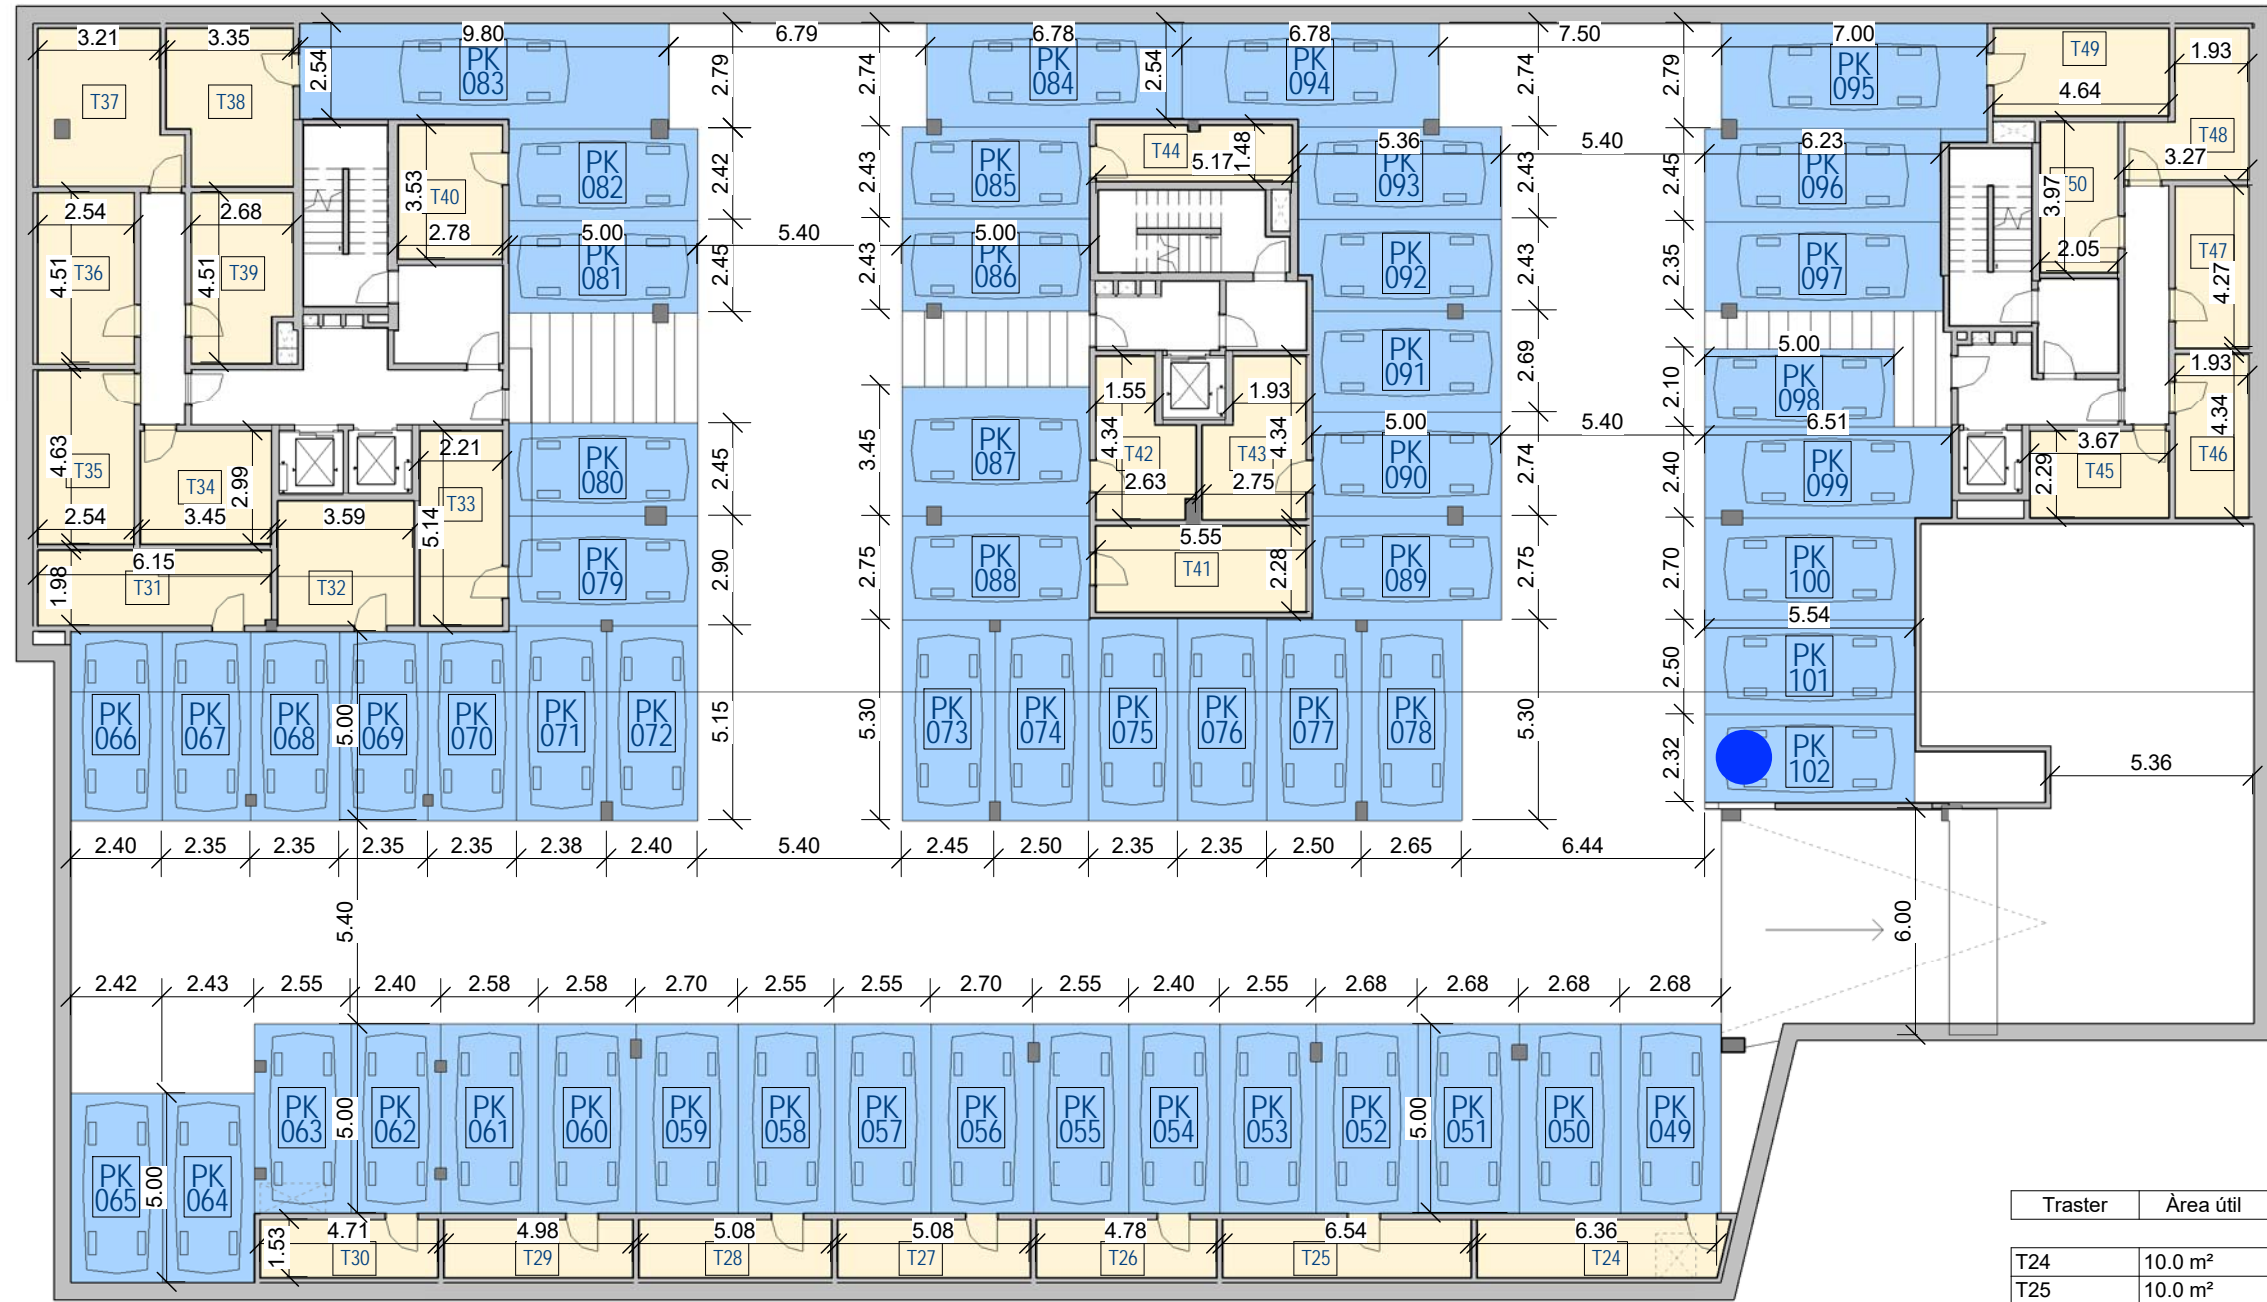 3.21 3.35 9.80 6.79 6.78 6.78 7.50 7.00 T49 1.93
PK 083 PK 084 PK 094 PK 095
2.54 2.79 2.74 2.54 2.74 2.79
T37 T38 4.64
T44 1.48 5.36 5.40 6.23 T48
5.17 3.27
3.53 T40 PK 082 2.42 2.43 PK 085 PK 093 2.43 2.45 PK 096 3.97 T50
2.54 2.68 2.78 5.00 5.40 5.00
T36 4.51 4.51 T39 PK 081 2.45 2.43 PK 086 PK 092 2.43 2.35 PK 097 2.05 T47 4.27
PK 091 2.69 5.00 2.10 PK 098 1.93
1.55 1.93
4.63 2.21 4.34 T42 T43 4.34 5.00 5.40 6.51 3.67 4.34
T35 T34 2.99 T33 PK 080 2.45 3.45 PK 087 2.63 2.75 PK 090 2.74 2.40 PK 099 2.29 T45 T46
2.54 3.45 3.59 5.14
6.15 5.55
1.98 T31 T32 PK 079 2.90 2.75 PK 088 T41 2.28 PK 089 2.75 2.70 PK 100
5.54
PK 101 2.50
PK 066 PK 067 PK 068 5.00 PK 069 PK 070 PK 071 PK 072 5.15 5.30 PK 073 PK 074 PK 075 PK 076 PK 077 PK 078 5.30 2.32 PK 102 5.36
2.40 2.35 2.35 2.35 2.35 2.38 2.40 5.40 2.45 2.50 2.35 2.35 2.50 2.65 6.44
5.40 6.00
2.42 2.43 2.55 2.40 2.58 2.58 2.70 2.55 2.55 2.70 2.55 2.40 2.55 2.68 2.68 2.68 2.68
PK 063 5.00 PK 062 PK 061 PK 060 PK 059 PK 058 PK 057 PK 056 PK 055 PK 054 PK 053 PK 052 5.00 PK 051 PK 050 PK 049
PK 065 5.00 PK 064
1.53 4.71 4.98 5.08 5.08 4.78 6.54 6.36
T30 T29 T28 T27 T26 T25 T24
Traster Àrea útil
T24 10.0 m²
T25 10.0 m²